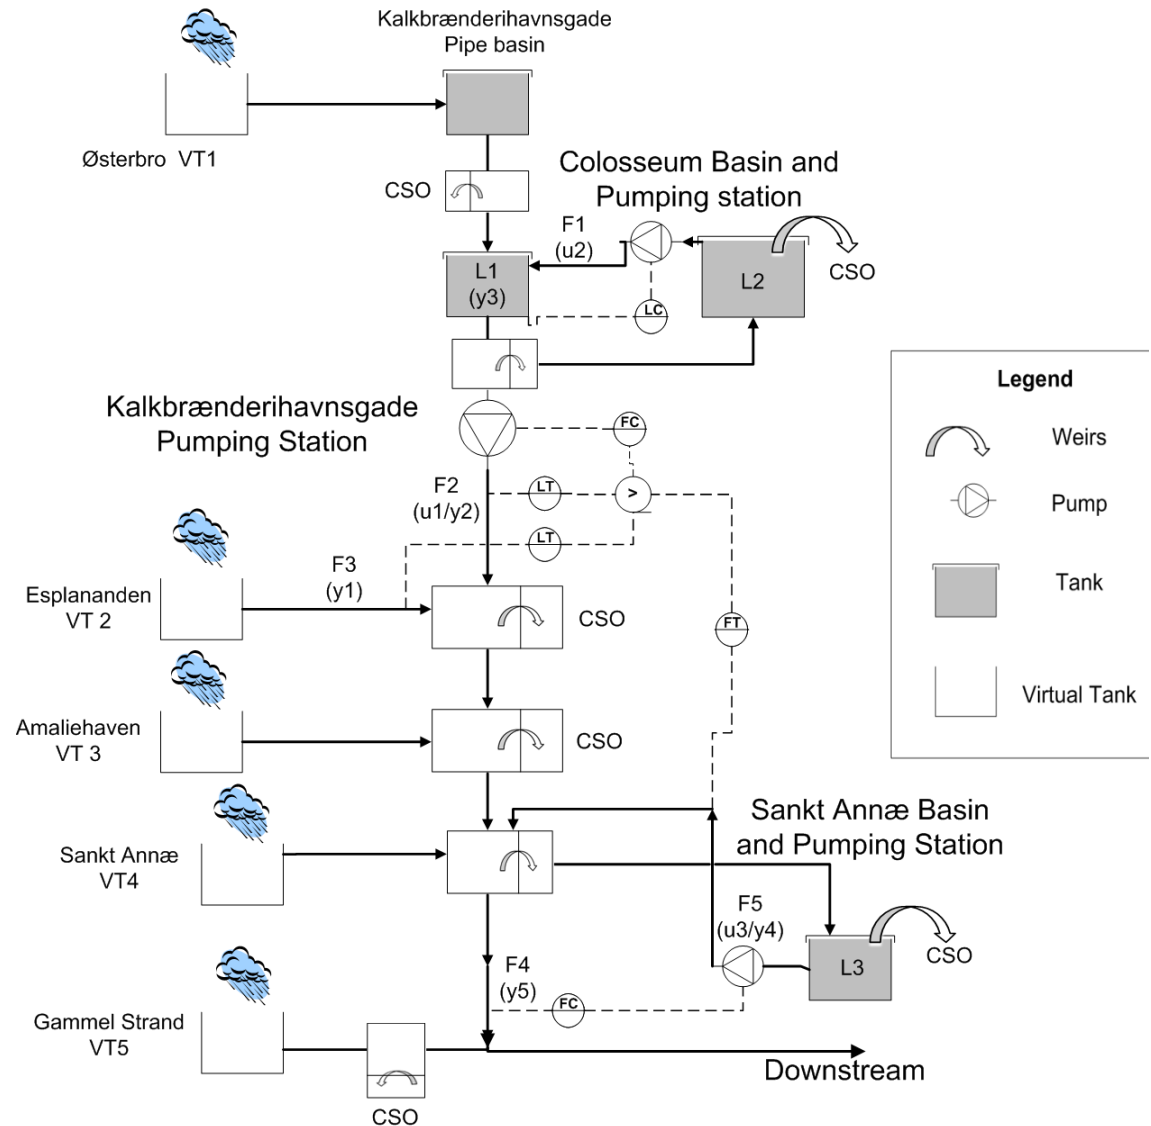 Kalkbrænderihavnsgade
Pipe basin
Østerbro VT1
CSO
Colosseum Basin and
Pumping station
F1
(u2)
L1
(y3)
L2
CSO
LC
Kalkbrænderihavnsgade
Pumping Station
FC
F2
(u1/y2)
LT
>
LT
F3
(y1)
Esplananden
VT 2
CSO
FT
Amaliehaven
VT 3
CSO
Sankt Annæ
VT4
Sankt Annæ Basin
and Pumping Station
F5
(u3/y4)
L3
CSO
F4
(y5)
FC
Gammel Strand
VT5
CSO
Downstream
Legend
Weirs
Pump
Tank
Virtual Tank